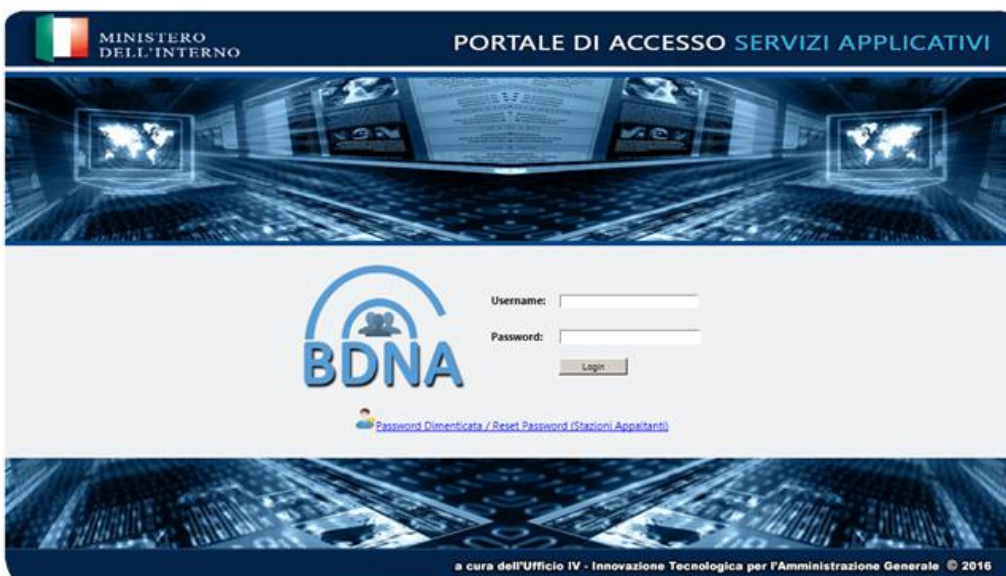 MINISTERO
DELL'INTERNO
PORTALE DI ACCESSO SERVIZI APPLICATIVI
BDNA
Username:
Password:
Login
Password Dimenticata / Reset Password (Stazioni Appaltanti)
a cura dell'Ufficio IV - Innovazione Tecnologica per l'Amministrazione Generale © 2016